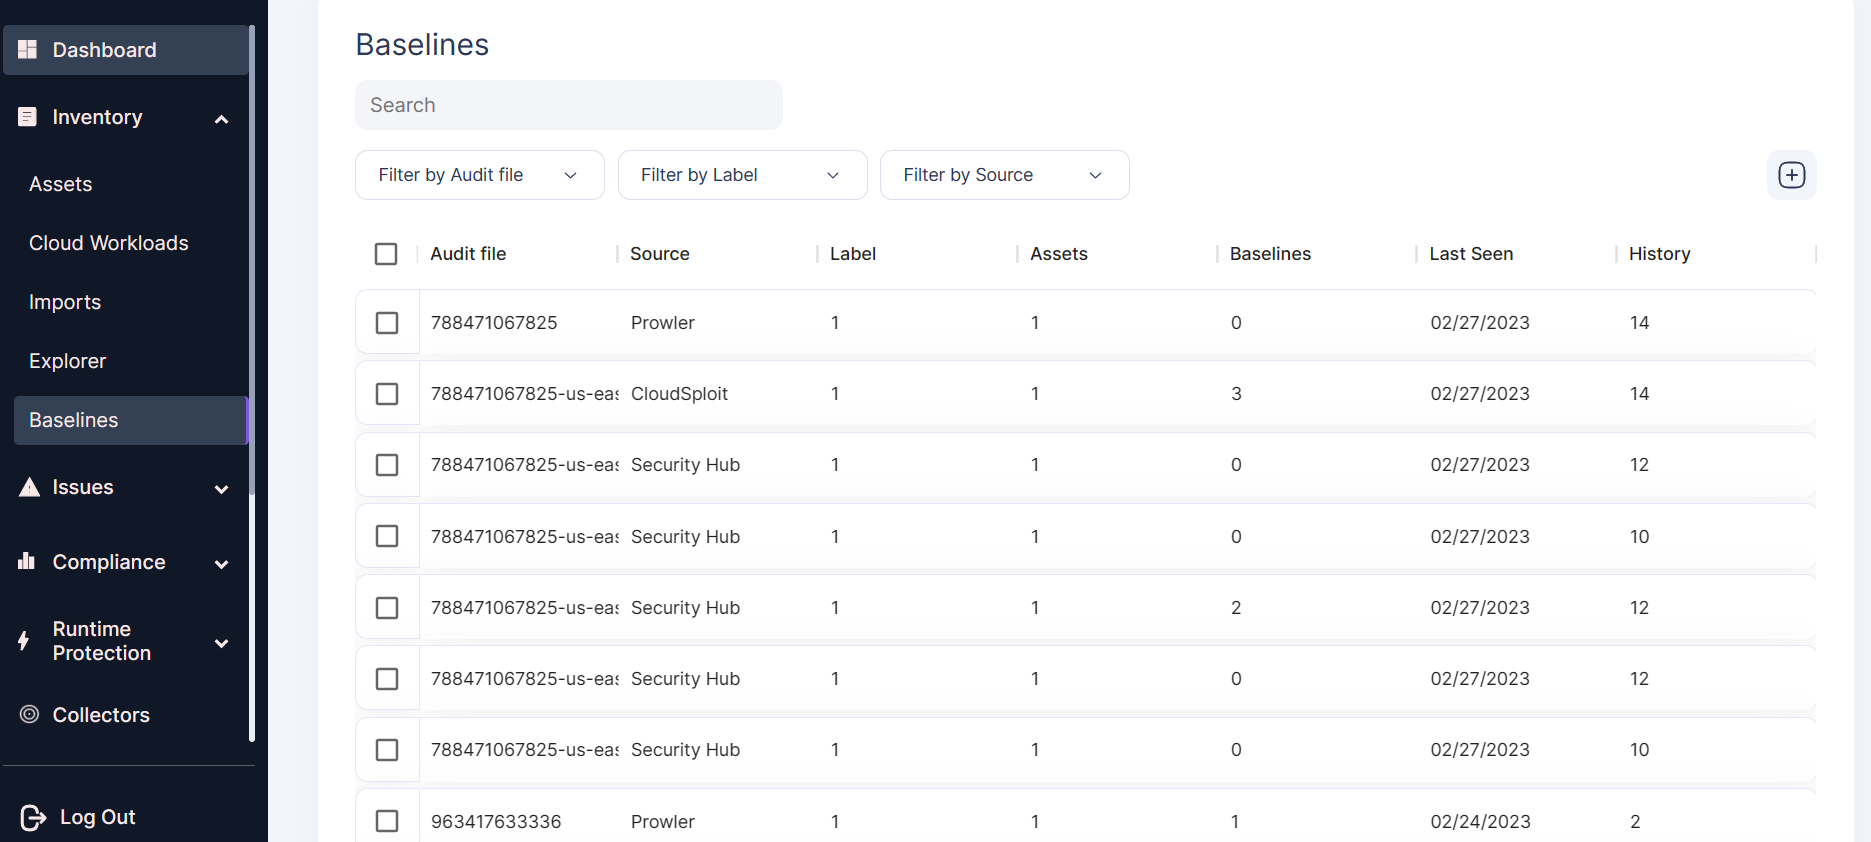 Dashboard
Inventory
Assets
Cloud Workloads
Imports
Explorer
Baselines
Issues
Compliance
Runtime
Protection
Collectors
Log Out
Baselines
Search
Filter by Audit file
Filter by Label
Filter by Source
Audit file Source Label Assets Baselines Last Seen History
788471067825 Prowler 1 1 0 02/27/2023 14
788471067825-us-eas CloudSploit 1 1 3 02/27/2023 14
788471067825-us-eas Security Hub 1 1 0 02/27/2023 12
788471067825-us-eas Security Hub 1 1 0 02/27/2023 10
788471067825-us-eas Security Hub 1 1 2 02/27/2023 12
788471067825-us-eas Security Hub 1 1 0 02/27/2023 12
788471067825-us-eas Security Hub 1 1 0 02/27/2023 10
963417633336 Prowler 1 1 1 02/24/2023 2